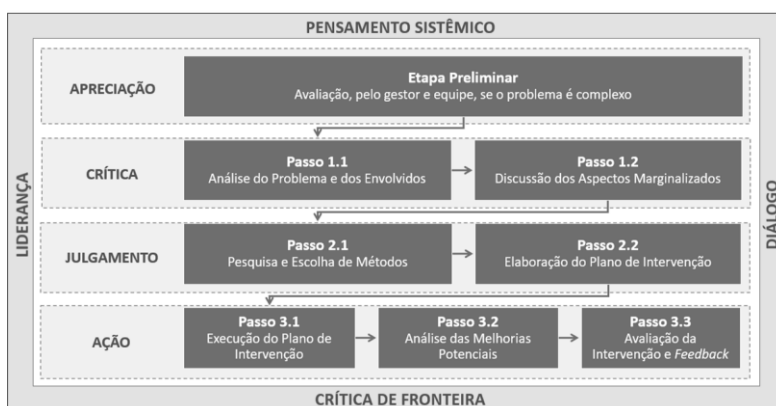 PENSAMENTO SISTÊMICO
LIDERANÇA
DIÁLOGO
APRECIAÇÃO
Etapa Preliminar
Avaliação, pelo gestor e equipe, se o problema é complexo
CRÍTICA
Passo 1.1
Análise do Problema e dos Envolvidos
Passo 1.2
Discussão dos Aspectos Marginalizados
JULGAMENTO
Passo 2.1
Pesquisa e Escolha de Métodos
Passo 2.2
Elaboração do Plano de Intervenção
AÇÃO
Passo 3.1
Execução do Plano de
Intervenção
Passo 3.2
Análise das Melhorias
Potenciais
Passo 3.3
Avaliação da
Intervenção e Feedback
CRÍTICA DE FRONTEIRA